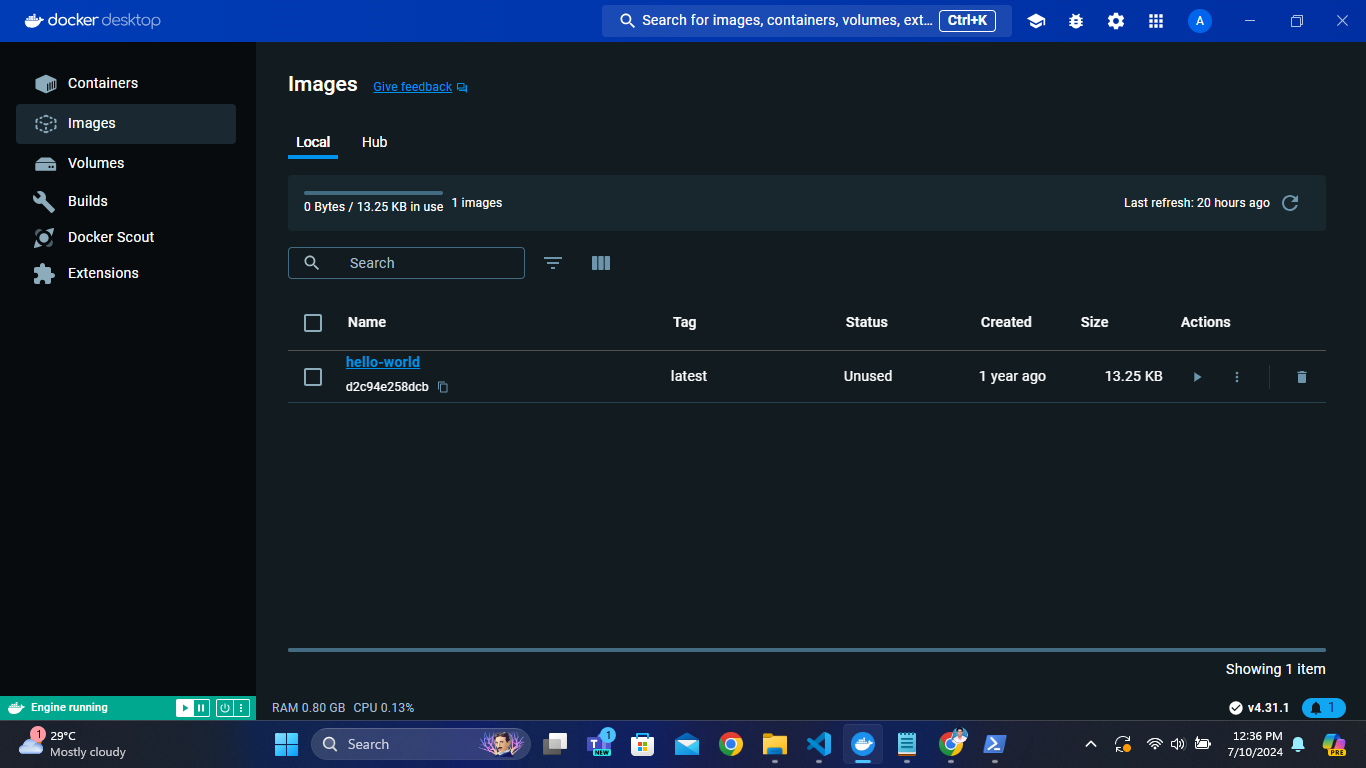 docker desktop
Search for images, containers, volumes, ext... Ctrl+K
A
Containers
Images
Volumes
Builds
Docker Scout
Extensions
Images Give feedback
Local Hub
0 Bytes / 13.25 KB in use 1 images
Last refresh: 20 hours ago
Search
Name Tag Status Created Size Actions
hello-world
d2c94e258dcb
latest Unused 1 year ago 13.25 KB
Showing 1 item
Engine running
RAM 0.80 GB CPU 0.13%
v4.31.1
1
1
29°C
Mostly cloudy
Search
1
T
NEW
12:36 PM
7/10/2024
PRE